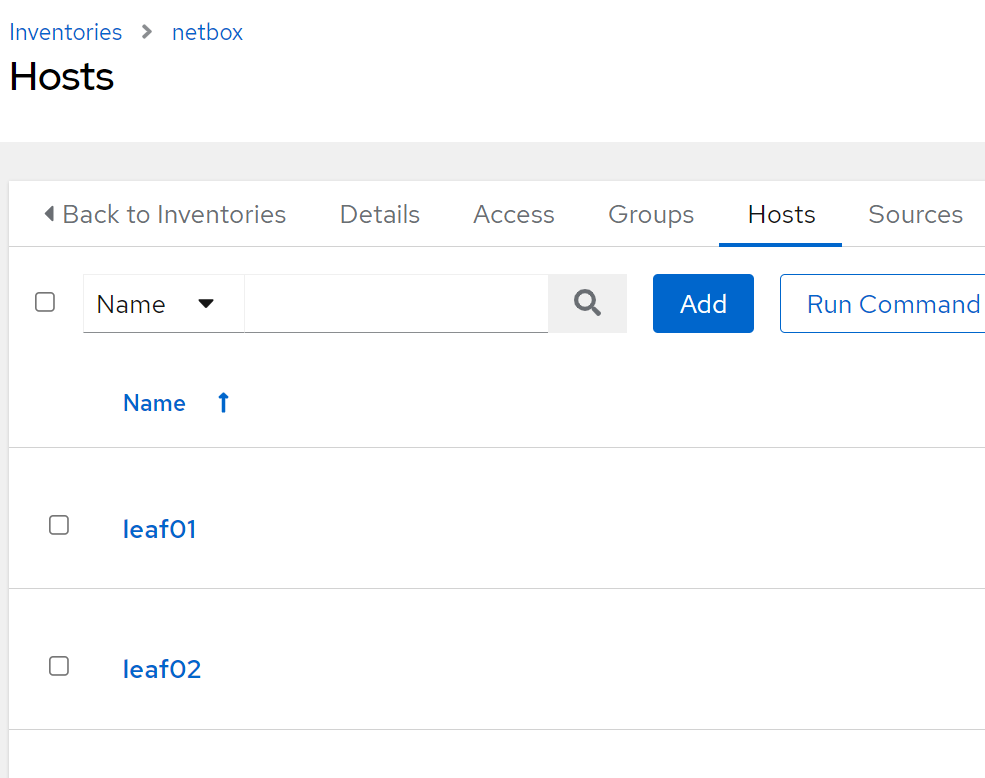 Inventories netbox
Hosts
Back to Inventories Details Access Groups Hosts Sources
Name Add Run Command
Name
leaf01
leaf02